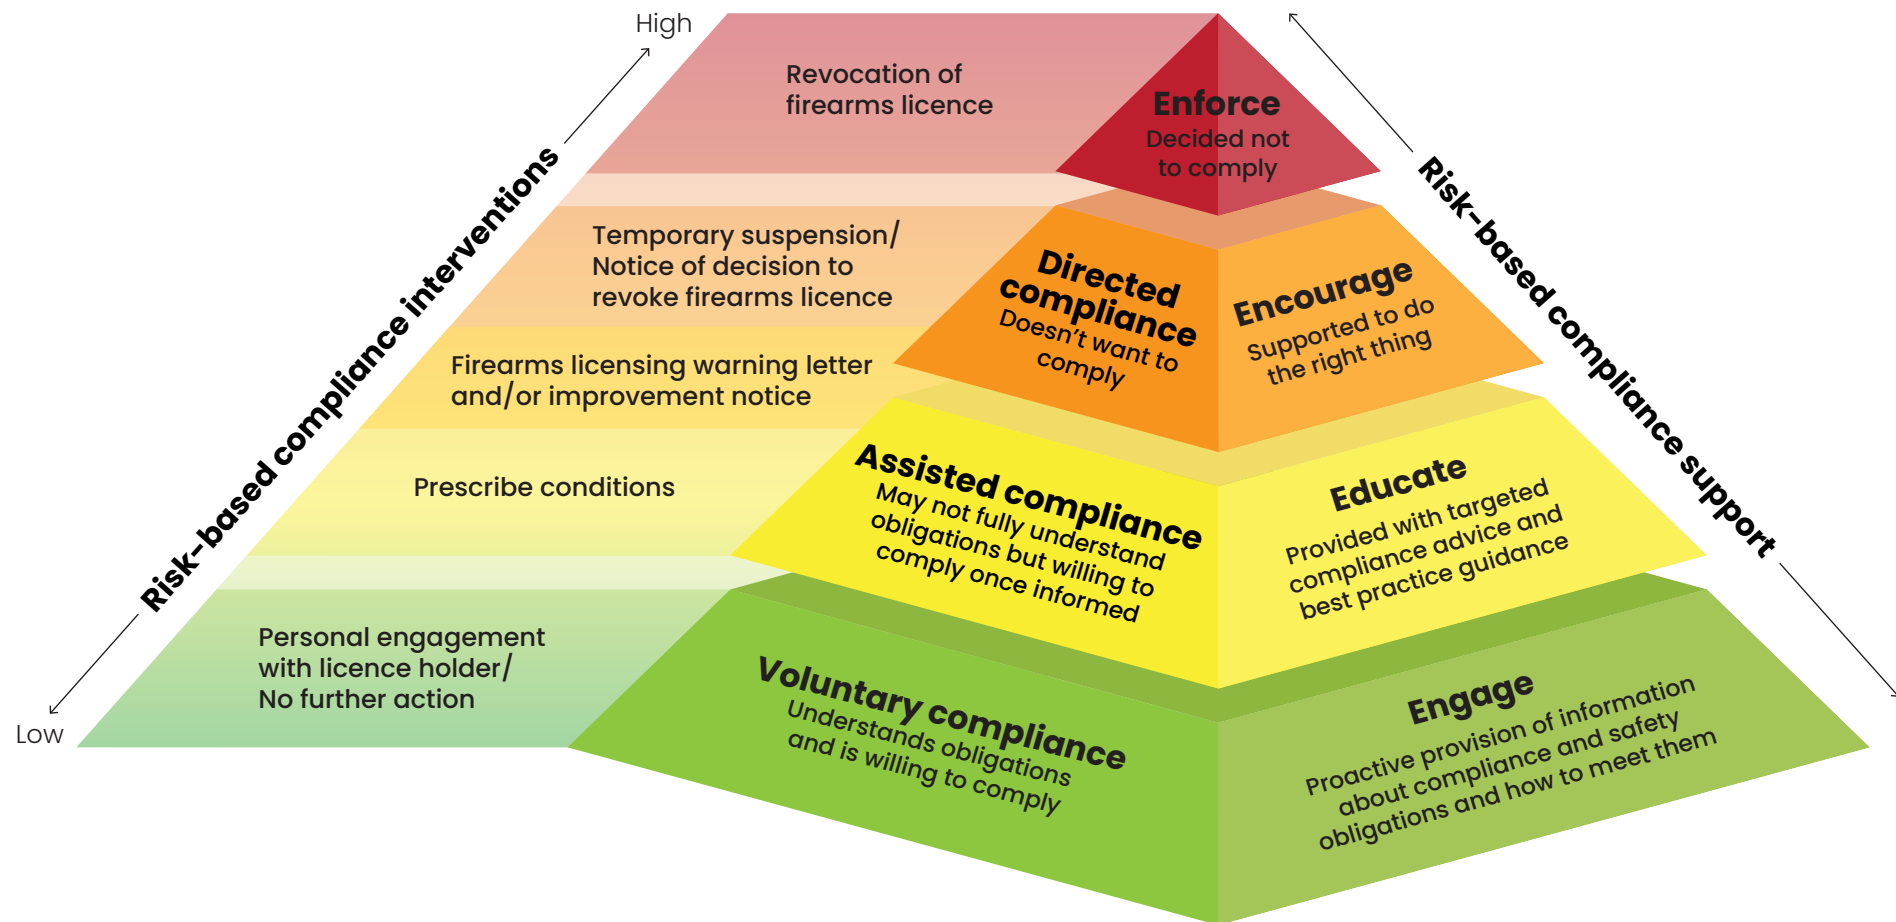 High
Low
Risk-based compliance interventions
Revocation of
firearms licence
Temporary suspension/
Notice of decision to
revoke firearms licence
Firearms licensing warning letter
and/or improvement notice
Prescribe conditions
Personal engagement
with licence holder/
No further action
Enforce
Decided not
to comply
Directed
compliance
Doesn't want to
comply
Encourage
Supported to do
the right thing
Assisted compliance
May not fully understand
obligations but willing to
comply once informed
Educate
Provided with targeted
compliance advice and
best practice guidance
Voluntary compliance
Understands obligations
and is willing to comply
Engage
Proactive provision of information
about compliance and safety
obligations and how to meet them
Risk-based compliance support